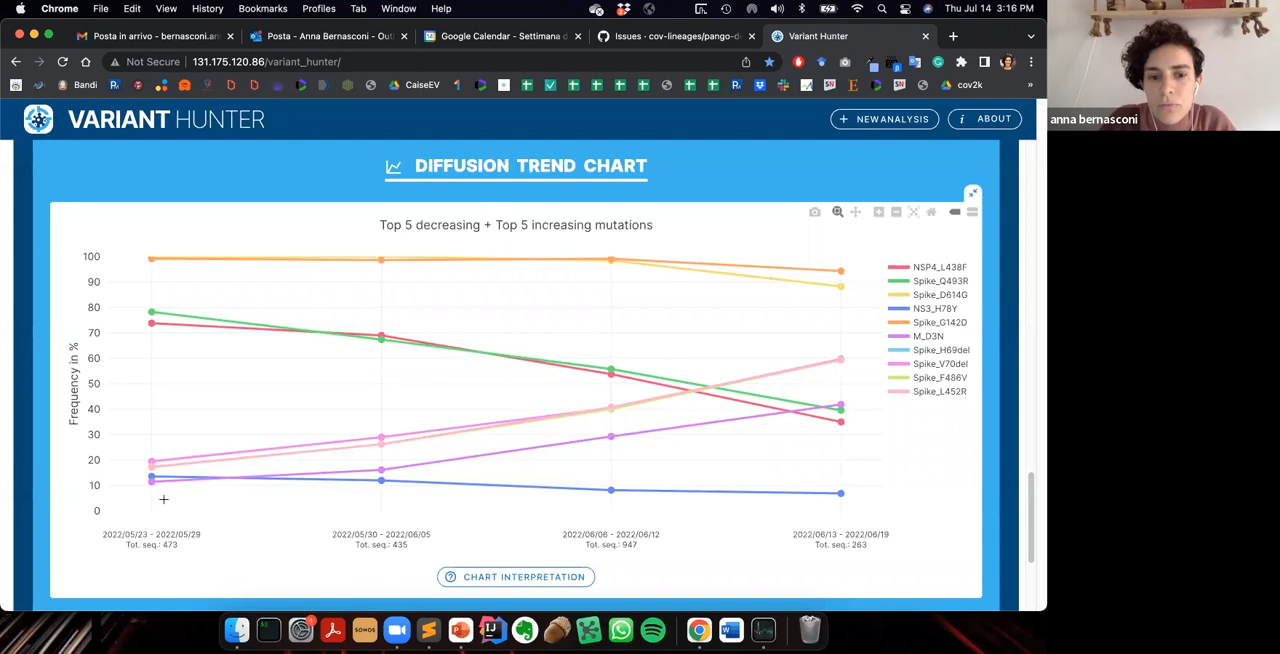 Chrome File Edit View History Bookmarks Profiles Tab Window Help
Thu Jul 14 3:16 PM
Posta in arrivo - bernasconi.an
Posta - Anna Bernasconi - Out
Google Calendar - Settimana d
Issues · cov-lineages/pango-de
Variant Hunter
Not Secure 131.175.120.86/variant_hunter/
Bandi
CaiseEV
cov2k
»
anna bernasconi
VARIANT HUNTER
+ NEW ANALYSIS
i ABOUT
DIFFUSION TREND CHART
Top 5 decreasing + Top 5 increasing mutations
Frequency in %
100
90
80
70
60
50
40
30
20
10
0
NSP4_L438F
Spike_Q493R
Spike_D614G
NS3_H78Y
Spike_G142D
M_D3N
Spike_H69del
Spike_V70del
Spike_F486V
Spike_L452R
2022/05/23 - 2022/05/29
Tot. seq.: 473
2022/05/30 - 2022/06/05
Tot. seq.: 435
2022/06/06 - 2022/06/12
Tot. seq.: 947
2022/06/13 - 2022/06/19
Tot. seq.: 263
? CHART INTERPRETATION
SONOS